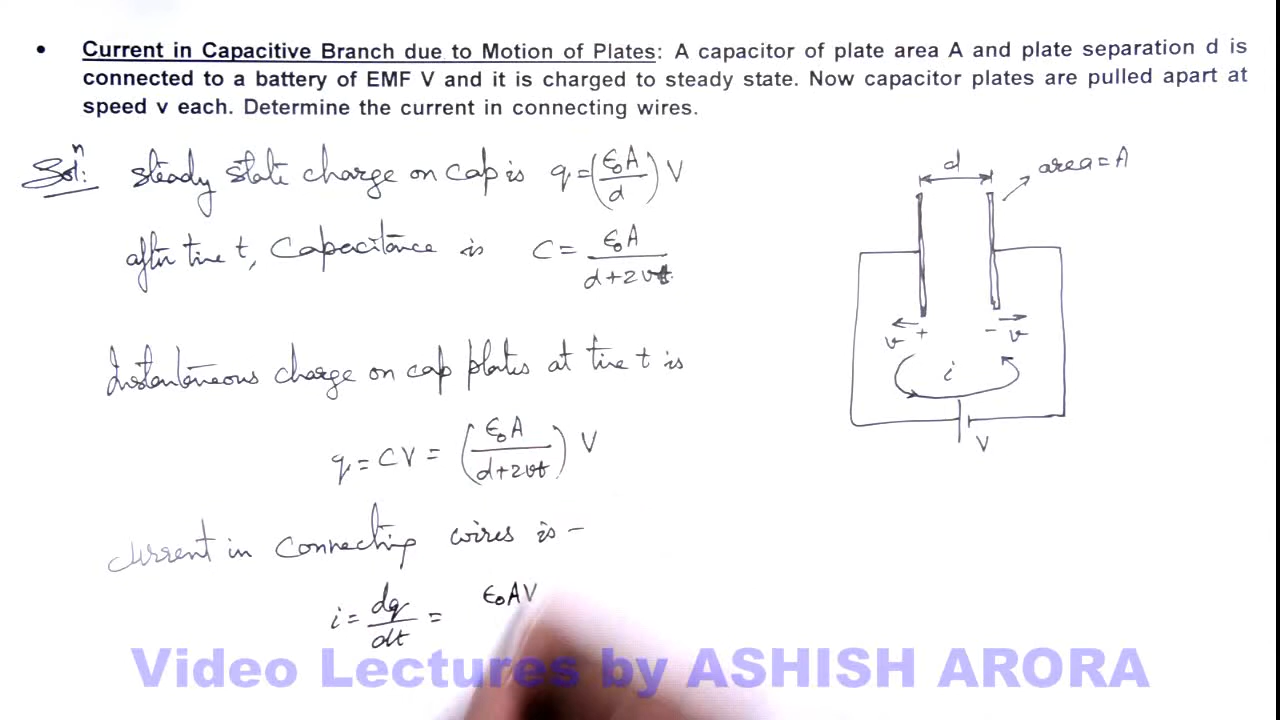 • Current in Capacitive Branch due to Motion of Plates: A capacitor of plate area A and plate separation d is
connected to a battery of EMF V and it is charged to steady state. Now capacitor plates are pulled apart at
speed v each. Determine the current in connecting wires.
Solⁿ: Steady state charge on cap is q = (ε₀A/d) V
after time t, Capacitance is C = ε₀A/(d+2vt)
Instantaneous charge on cap plates at time t is
q = CV = (ε₀A/(d+2vt)) V
Current in connecting wires is –
i = dq/dt = ε₀AV
d
area = A
v + − v
i
V
Video Lectures by ASHISH ARORA